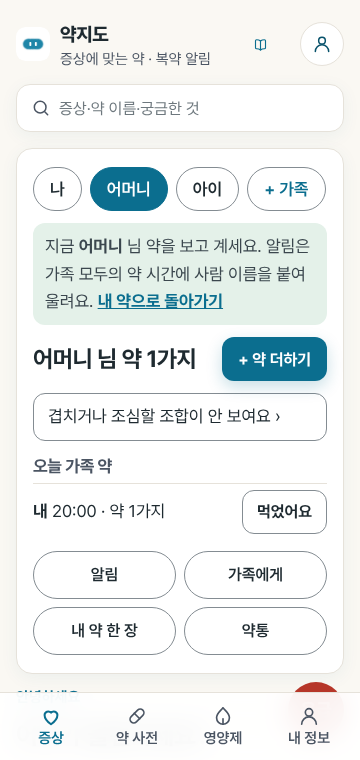 약지도
증상에 맞는 약 · 복약 알림
증상·약 이름·궁금한 것
나
어머니
아이
+ 가족
지금 어머니 님 약을 보고 계세요. 알림은
가족 모두의 약 시간에 사람 이름을 붙여
울려요. 내 약으로 돌아가기
어머니 님 약 1가지
+ 약 더하기
겹치거나 조심할 조합이 안 보여요 ›
오늘 가족 약
내 20:00 · 약 1가지
먹었어요
알림
가족에게
내 약 한 장
약통
증상
약 사전
영양제
내 정보